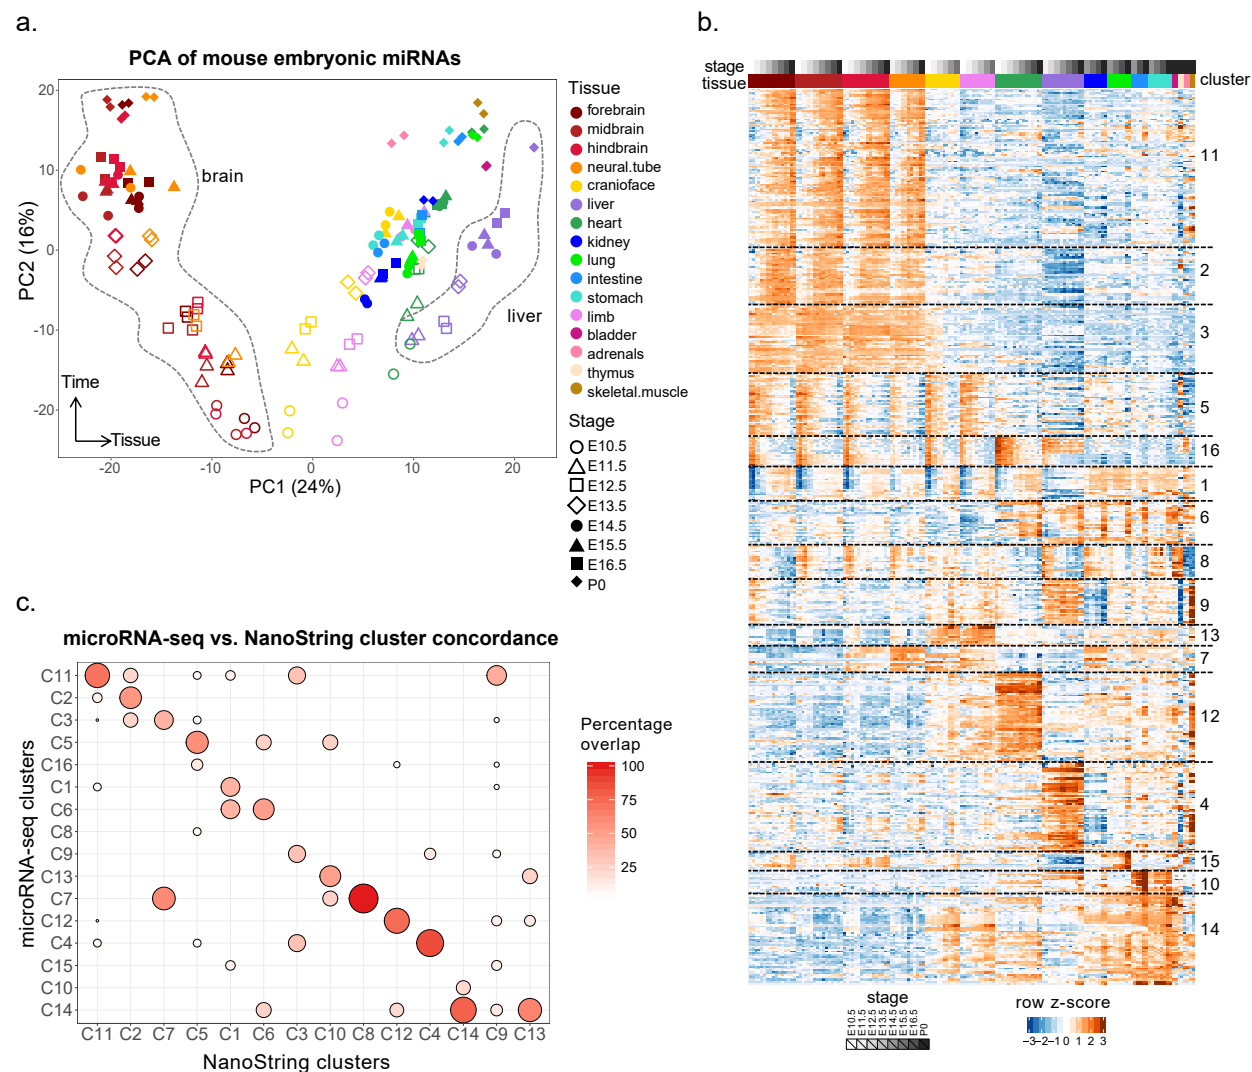 a.
PCA of mouse embryonic miRNAs
20
10
0
-10
-20
PC2 (16%)
brain
liver
Time
Tissue
-20
-10
0
10
20
PC1 (24%)
Tissue
forebrain
midbrain
hindbrain
neural.tube
cranioface
liver
heart
kidney
lung
intestine
stomach
limb
bladder
adrenals
thymus
skeletal.muscle
Stage
E10.5
E11.5
E12.5
E13.5
E14.5
E15.5
E16.5
P0
b.
stage
tissue
cluster
11
2
3
5
16
1
6
8
9
13
7
12
4
15
10
14
stage
E10.5
E11.5
E12.5
E13.5
E14.5
E15.5
E16.5
P0
row z-score
−3−2−1 0 1 2 3
c.
microRNA-seq vs. NanoString cluster concordance
microRNA-seq clusters
C11
C2
C3
C5
C16
C1
C6
C8
C9
C13
C7
C12
C4
C15
C10
C14
C11 C2 C7 C5 C1 C6 C3 C10 C8 C12 C4 C14 C9 C13
NanoString clusters
Percentage
overlap
100
75
50
25